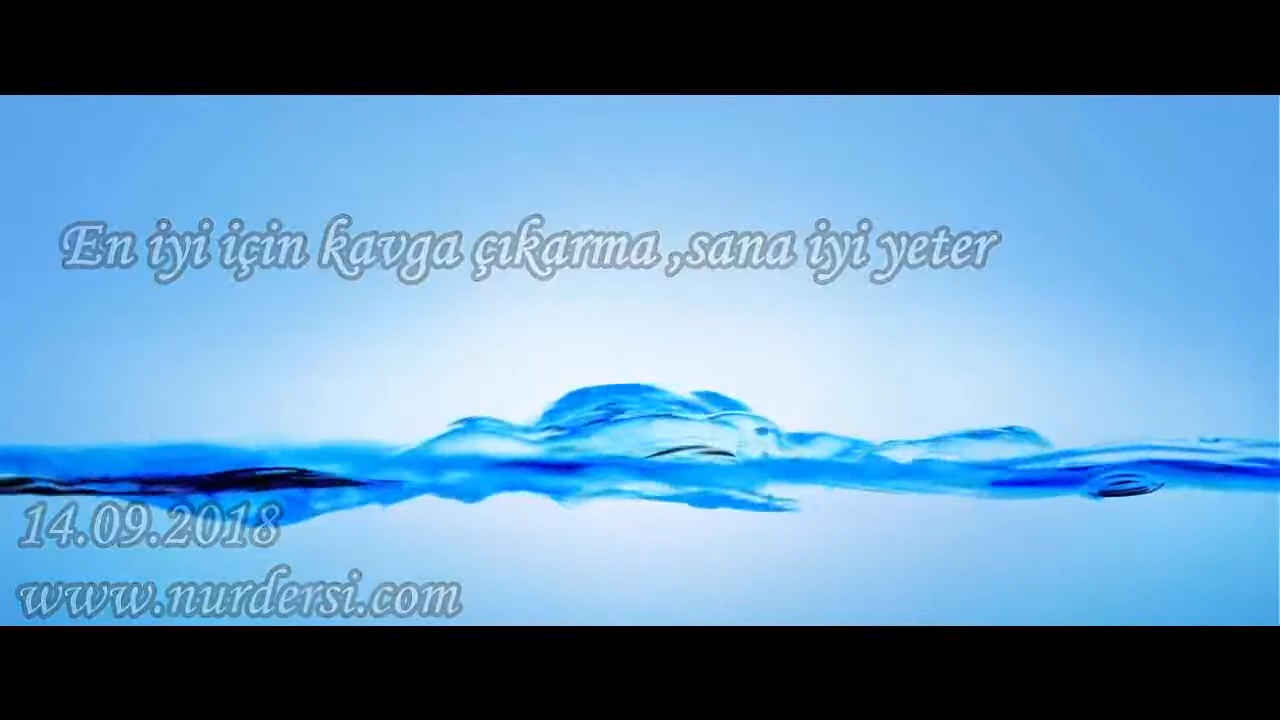 En iyi için kavga çıkarma ,sana iyi yeter
14.09.2018
www.nurdersi.com